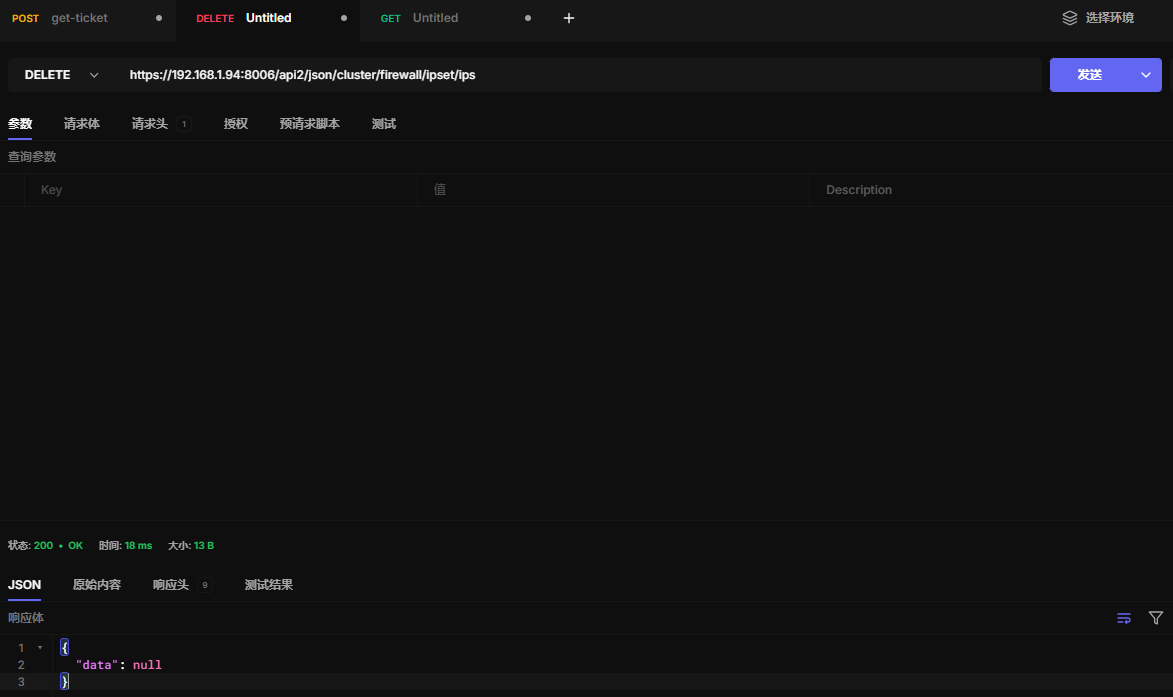 POST get-ticket DELETE Untitled GET Untitled + 选择环境
DELETE https://192.168.1.94:8006/api2/json/cluster/firewall/ipset/ips 发送
参数 请求体 请求头 1 授权 预请求脚本 测试
查询参数
Key 值 Description
状态: 200 • OK 时间: 18 ms 大小: 13 B
JSON 原始内容 响应头 9 测试结果
响应体
1 {
2 "data": null
3 }